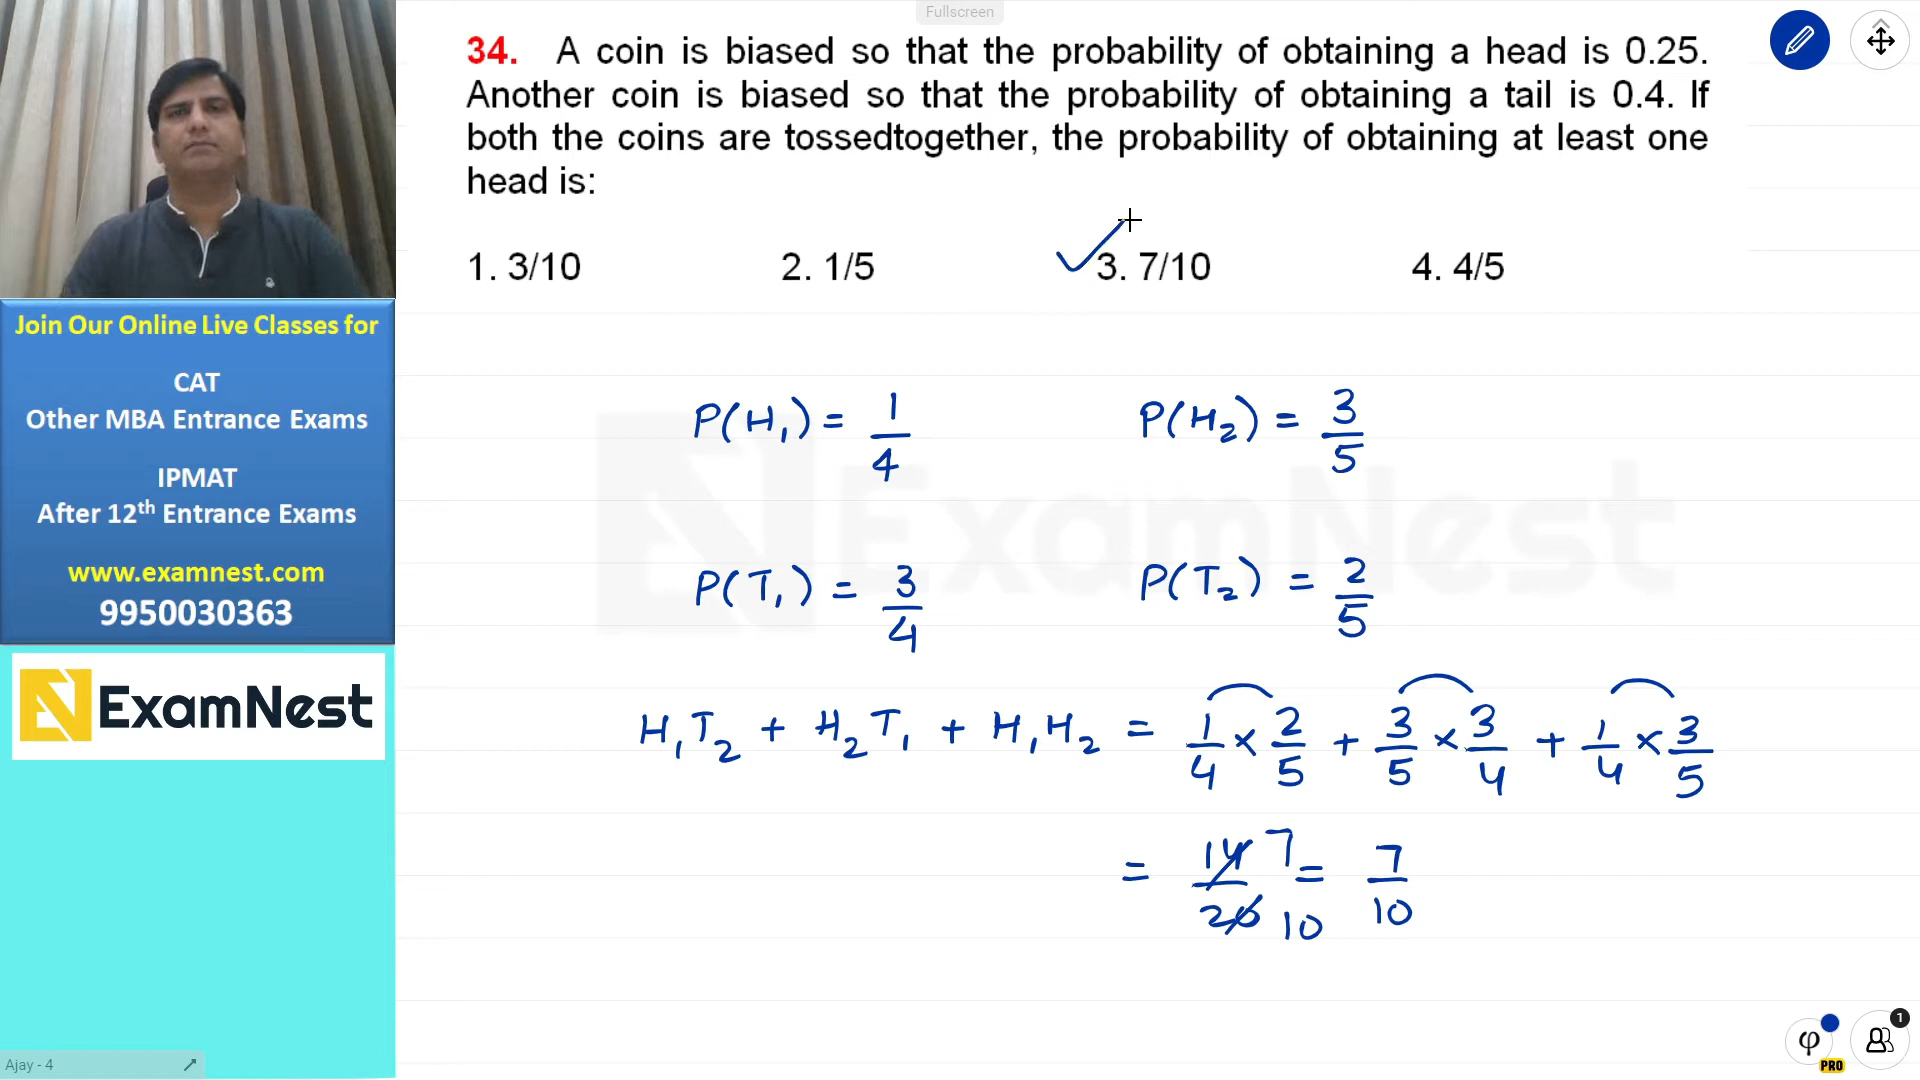 Fullscreen
34. A coin is biased so that the probability of obtaining a head is 0.25.
Another coin is biased so that the probability of obtaining a tail is 0.4. If
both the coins are tossedtogether, the probability of obtaining at least one
head is:
1. 3/10 2. 1/5 3. 7/10 4. 4/5
Join Our Online Live Classes for
CAT
Other MBA Entrance Exams
IPMAT
After 12th Entrance Exams
www.examnest.com
9950030363
ExamNest
Ajay - 4
ExamNest
P(H₁) = 1/4 P(H₂) = 3/5
P(T₁) = 3/4 P(T₂) = 2/5
H₁T₂ + H₂T₁ + H₁H₂ = 1/4 × 2/5 + 3/5 × 3/4 + 1/4 × 3/5
= 14/20 7/10 = 7/10
φ
PRO
1